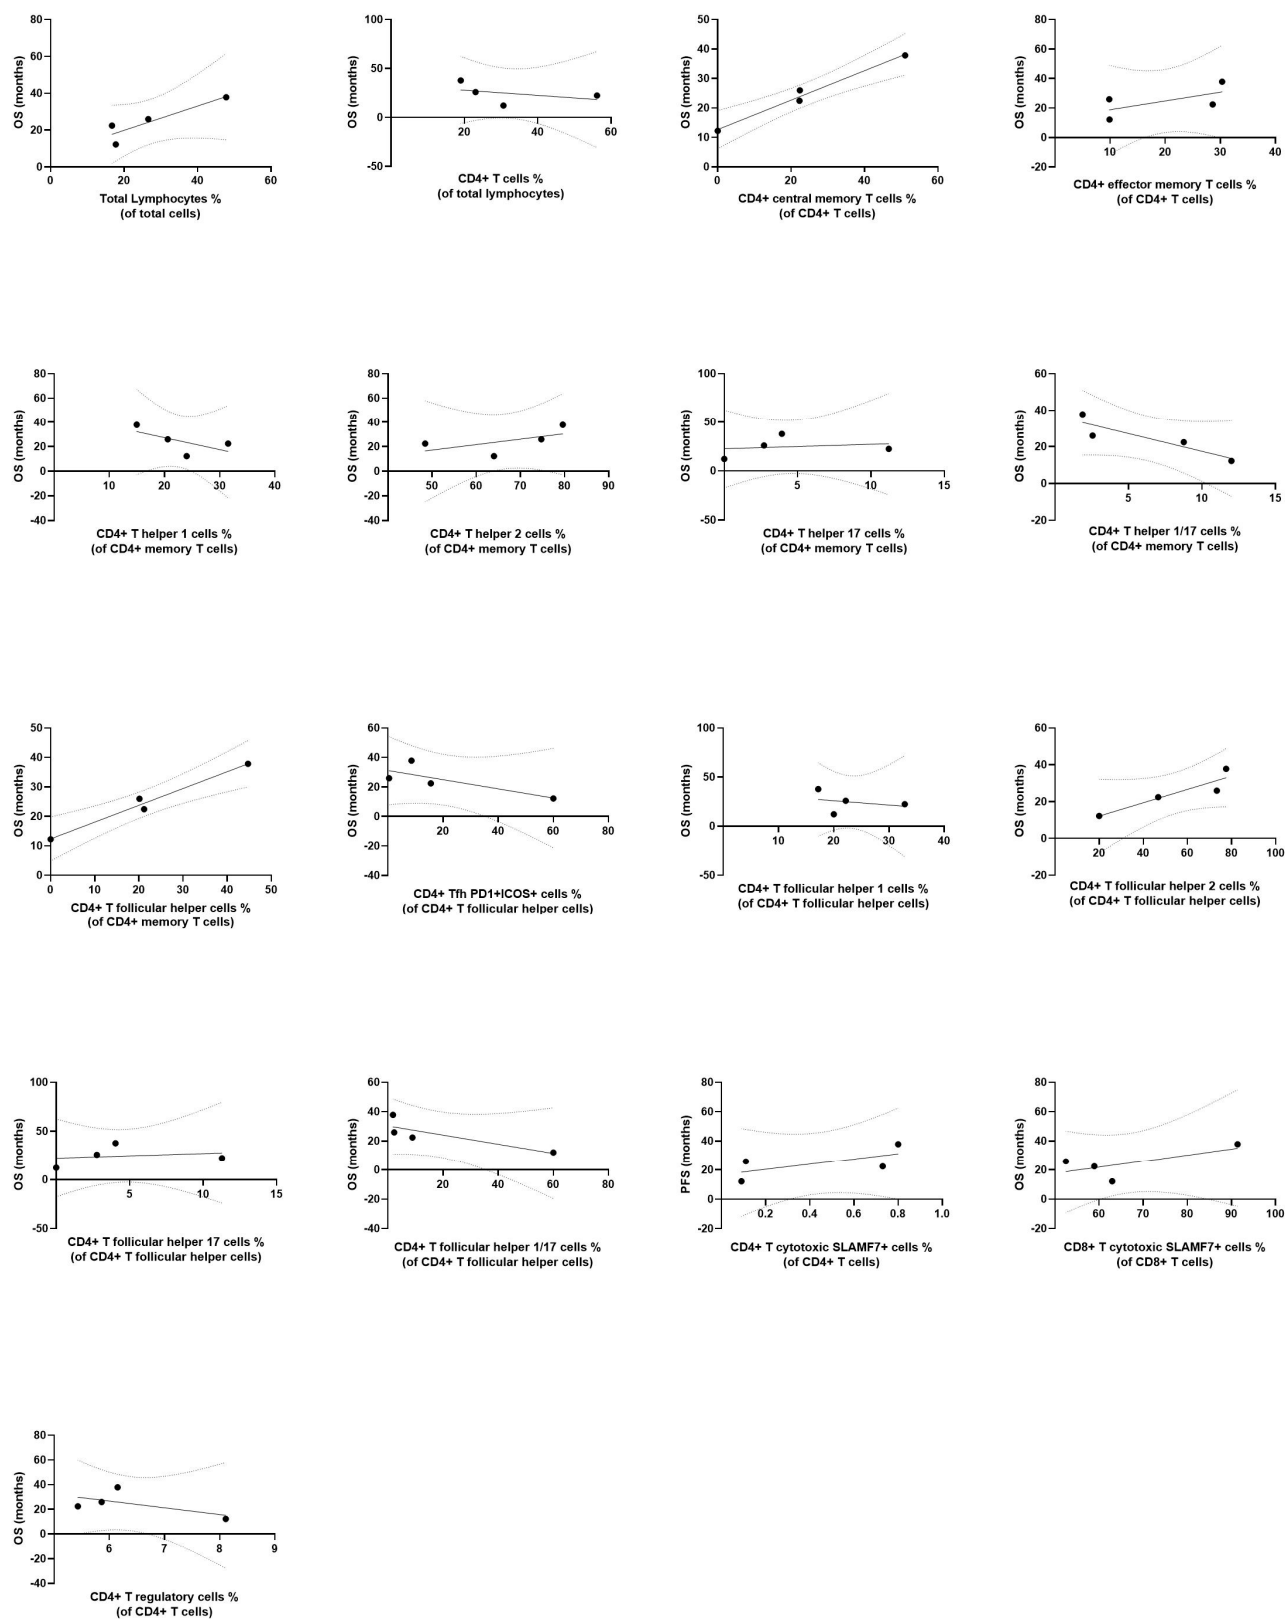 80
60
40
20
0
0 20 40 60
OS (months)
Total Lymphocytes %
(of total cells)
100
50
0
-50
20 40 60
OS (months)
CD4+ T cells %
(of total lymphocytes)
50
40
30
20
10
0
0 20 40 60
OS (months)
CD4+ central memory T cells %
(of CD4+ T cells)
80
60
40
20
0
-20
10 20 30 40
OS (months)
CD4+ effector memory T cells %
(of CD4+ T cells)
80
60
40
20
0
-20
-40
10 20 30 40
OS (months)
CD4+ T helper 1 cells %
(of CD4+ memory T cells)
80
60
40
20
0
-20
-40
50 60 70 80 90
OS (months)
CD4+ T helper 2 cells %
(of CD4+ memory T cells)
100
50
0
-50
5 10 15
OS (months)
CD4+ T helper 17 cells %
(of CD4+ memory T cells)
60
40
20
0
-20
5 10 15
OS (months)
CD4+ T helper 1/17 cells %
(of CD4+ memory T cells)
50
40
30
20
10
0
0 10 20 30 40 50
OS (months)
CD4+ T follicular helper cells %
(of CD4+ memory T cells)
60
40
20
0
-20
-40
20 40 60 80
OS (months)
CD4+ Tfh PD1+ICOS+ cells %
(of CD4+ T follicular helper cells)
100
50
0
-50
10 20 30 40
OS (months)
CD4+ T follicular helper 1 cells %
(of CD4+ T follicular helper cells)
60
40
20
0
-20
20 40 60 80 100
OS (months)
CD4+ T follicular helper 2 cells %
(of CD4+ T follicular helper cells)
100
50
0
-50
5 10 15
OS (months)
CD4+ T follicular helper 17 cells %
(of CD4+ T follicular helper cells)
60
40
20
0
-20
-40
20 40 60 80
OS (months)
CD4+ T follicular helper 1/17 cells %
(of CD4+ T follicular helper cells)
80
60
40
20
0
-20
0.2 0.4 0.6 0.8 1.0
PFS (months)
CD4+ T cytotoxic SLAMF7+ cells %
(of CD4+ T cells)
80
60
40
20
0
-20
60 70 80 90 100
OS (months)
CD8+ T cytotoxic SLAMF7+ cells %
(of CD8+ T cells)
80
60
40
20
0
-20
-40
6 7 8 9
OS (months)
CD4+ T regulatory cells %
(of CD4+ T cells)